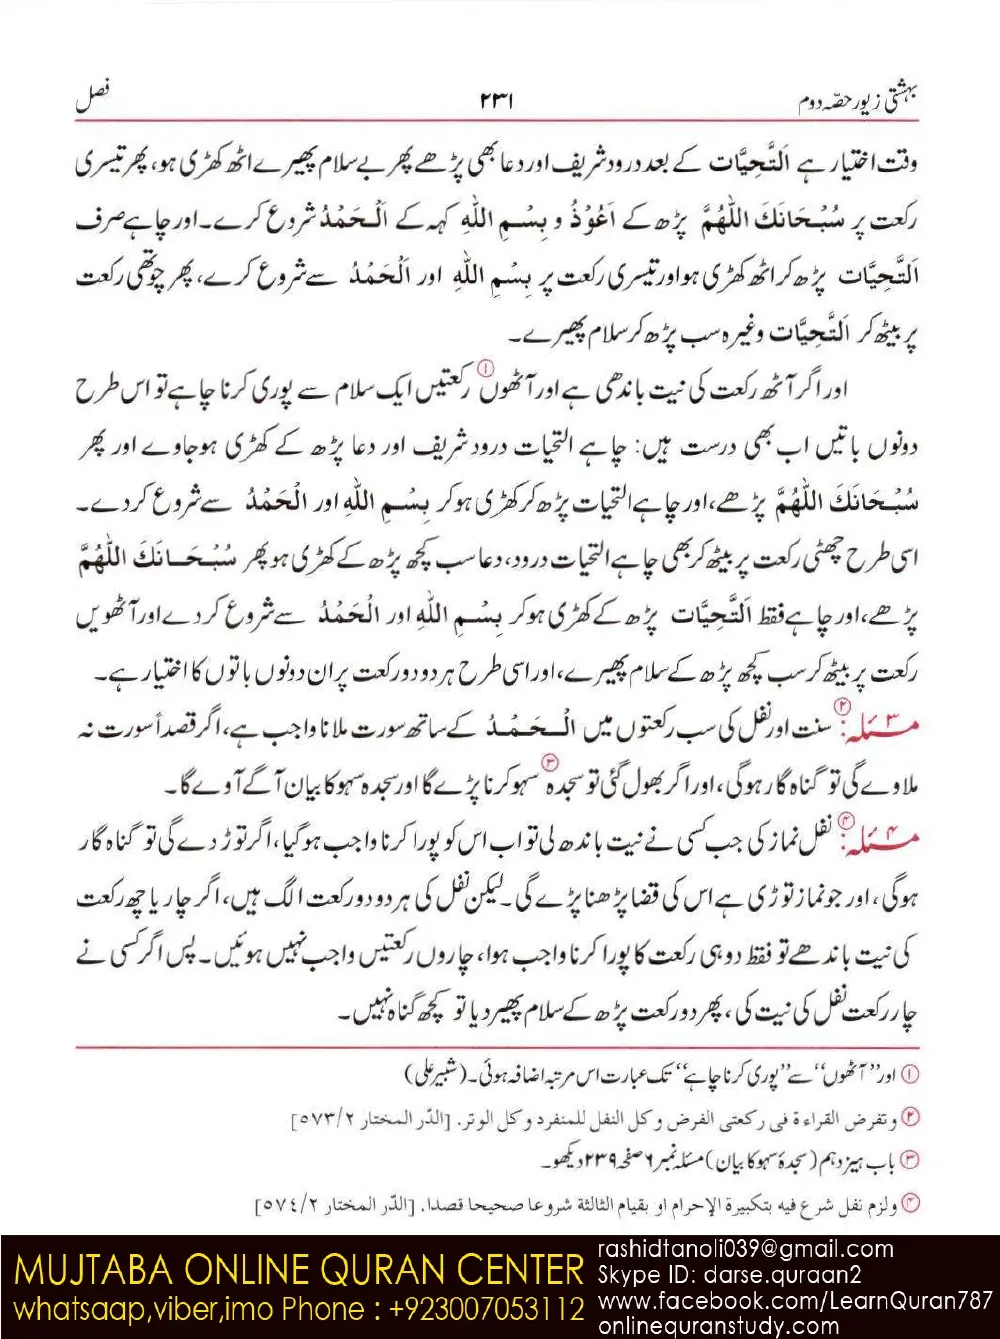 بہشتی زیور حصّہ دوم ۲۳۱ فصل
وقت اختیار ہے اَلتَّحِیَّات کے بعد درود شریف اور دعا بھی پڑھے پھر بے سلام پھیرے اٹھ کھڑی ہو، پھر تیسری
رکعت پر سُبْحَانَكَ اللّٰهُمَّ پڑھ کے اَعُوْذُ و بِسْمِ اللّٰهِ کہہ کے اَلْحَمْدُ شروع کرے۔ اور چاہے صرف
اَلتَّحِیَّات پڑھ کر اٹھ کھڑی ہو اور تیسری رکعت پر بِسْمِ اللّٰهِ اور اَلْحَمْدُ سے شروع کرے، پھر چوتھی رکعت
پر بیٹھ کر اَلتَّحِیَّات وغیرہ سب پڑھ کر سلام پھیرے۔
اور اگر آٹھ رکعت کی نیت باندھی ہے اور آٹھوں① رکعتیں ایک سلام سے پوری کرنا چاہے تو اس طرح
دونوں باتیں اب بھی درست ہیں: چاہے التحیات درود شریف اور دعا پڑھ کے کھڑی ہوجاوے اور پھر
سُبْحَانَكَ اللّٰهُمَّ پڑھے، اور چاہے التحیات پڑھ کر کھڑی ہوکر بِسْمِ اللّٰهِ اور الْحَمْدُ سے شروع کردے۔
اسی طرح چھٹی رکعت پر بیٹھ کر بھی چاہے التحیات درود، دعا سب کچھ پڑھ کے کھڑی ہو پھر سُبْحَانَكَ اللّٰهُمَّ
پڑھے، اور چاہے فقط اَلتَّحِیَّات پڑھ کے کھڑی ہوکر بِسْمِ اللّٰهِ اور الْحَمْدُ سے شروع کردے اور آٹھویں
رکعت پر بیٹھ کر سب کچھ پڑھ کے سلام پھیرے، اور اسی طرح ہر دو دو رکعت پر ان دونوں باتوں کا اختیار ہے۔
مسئلہ۳:② سنت اور نفل کی سب رکعتوں میں الْحَمْدُ کے ساتھ سورت ملانا واجب ہے، اگر قصداً سورت نہ
ملاوے گی تو گناہ گار ہوگی، اور اگر بھول گئی تو سجدہ③ سہو کرنا پڑے گا اور سجدہ سہو کا بیان آگے آوے گا۔
مسئلہ۴:④ نفل نماز کی جب کسی نے نیت باندھ لی تو اب اس کو پورا کرنا واجب ہوگیا، اگر توڑ دے گی تو گناہ گار
ہوگی، اور جو نماز توڑی ہے اس کی قضا پڑھنا پڑے گی۔ لیکن نفل کی ہر دو دو رکعت الگ ہیں، اگر چار یا چھ رکعت
کی نیت باندھے تو فقط دو ہی رکعت کا پورا کرنا واجب ہوا، چاروں رکعتیں واجب نہیں ہوئیں۔ پس اگر کسی نے
چار رکعت نفل کی نیت کی، پھر دو رکعت پڑھ کے سلام پھیر دیا تو کچھ گناہ نہیں۔
① اور ”آٹھوں“ سے ”پوری کرنا چاہے“ تک عبارت اس مرتبہ اضافہ ہوئی۔ (شبیر علی)
② وتفرض القراءة فی رکعتی الفرض وکل النفل للمنفرد وکل الوتر. [الدّر المختار ۵۷۳/۲]
③ باب ہیزدہم (سجدۂ سہو کا بیان) مسئلہ نمبر ۶ صفحہ ۲۳۹ دیکھو۔
④ ولزم نفل شرع فیه بتکبیرة الإحرام او بقیام الثالثة شروعا صحیحا قصدا. [الدّر المختار ۵۷٤/۲]
MUJTABA ONLINE QURAN CENTER
whatsaap,viber,imo Phone : +923007053112
rashidtanoli039@gmail.com
Skype ID: darse.quraan2
www.facebook.com/LearnQuran787
onlinequranstudy.com